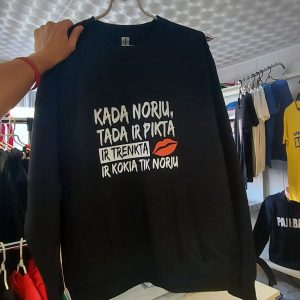 KADA NORIU,
TADA IR PIKTA
IR TRENKTA
IR KOKIA TIK NORIU